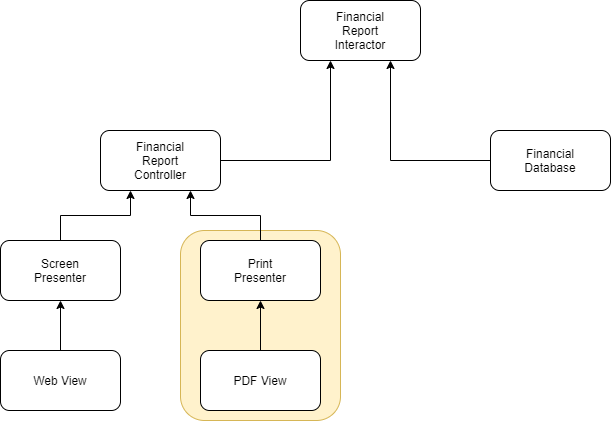 Financial
Report
Interactor
Financial
Report
Controller
Financial
Database
Screen
Presenter
Print
Presenter
Web View
PDF View